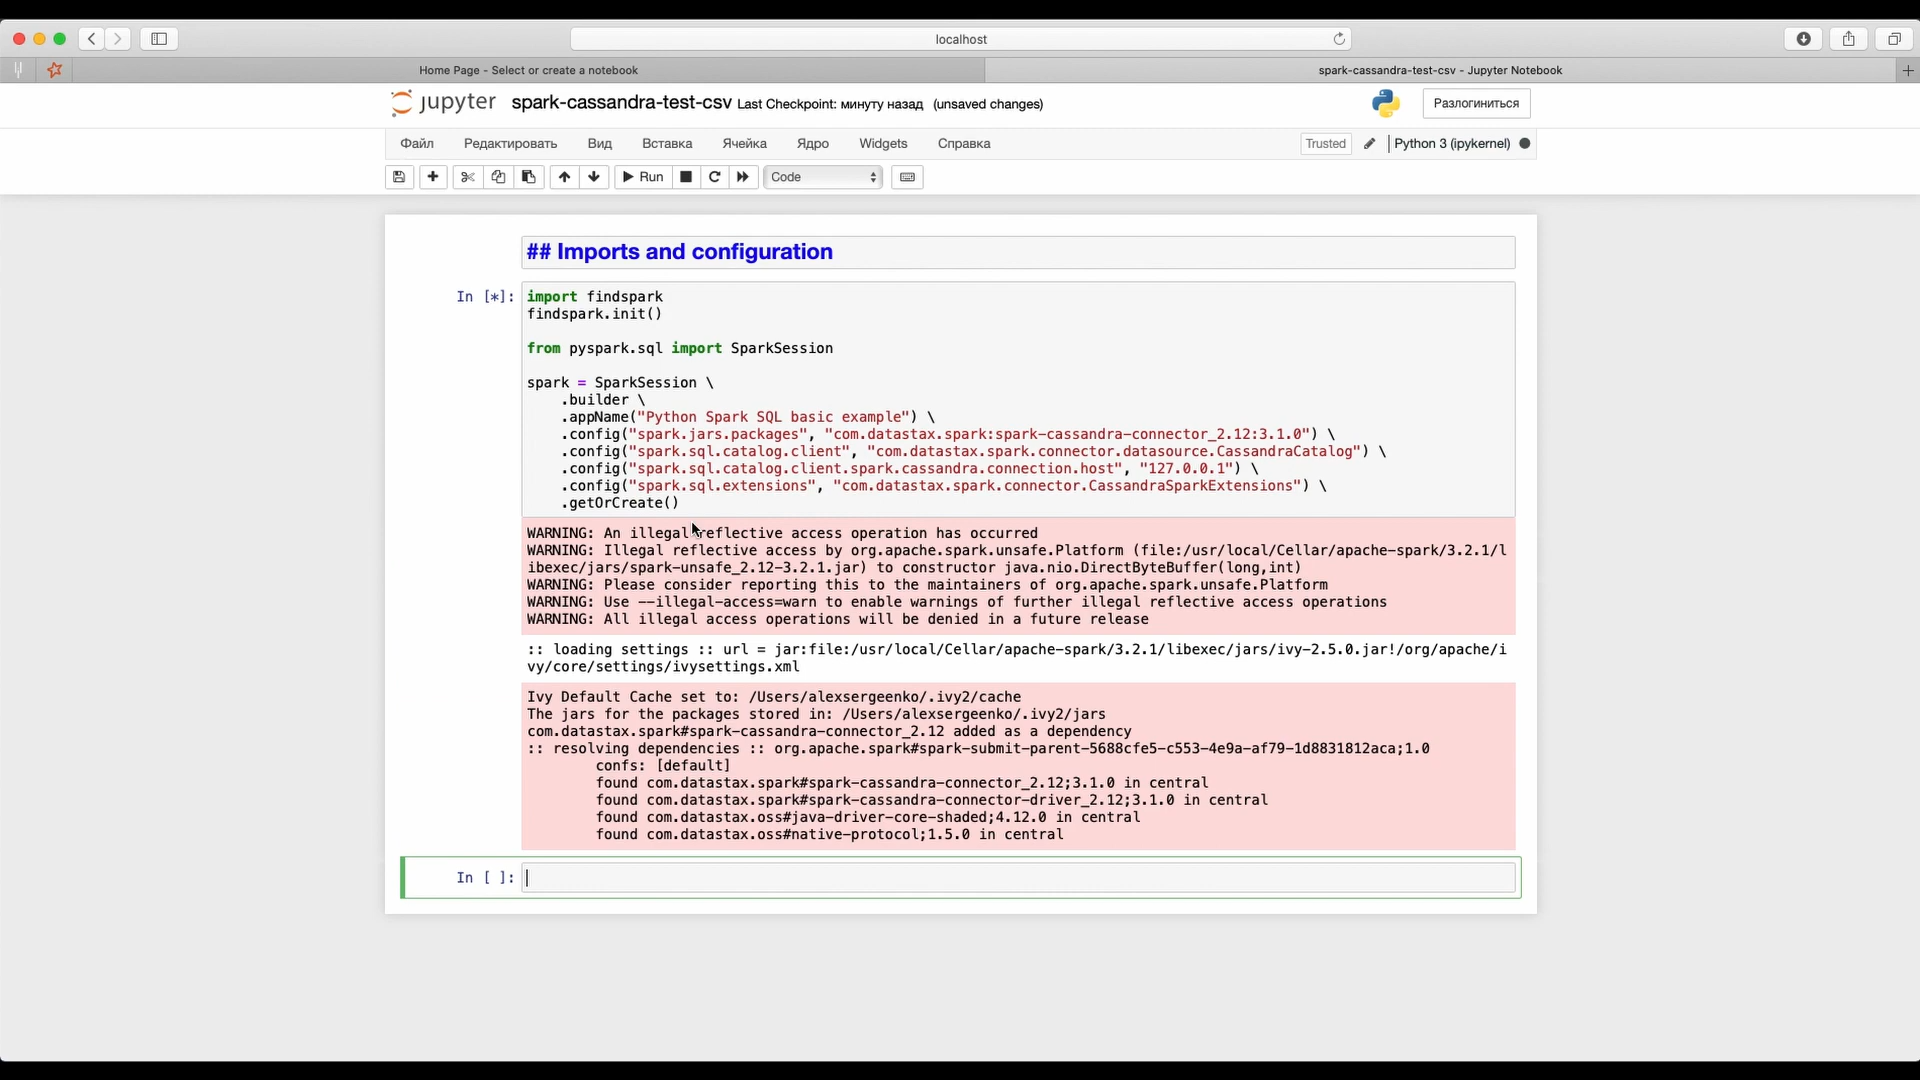 localhost
Home Page - Select or create a notebook
spark-cassandra-test-csv - Jupyter Notebook
jupyter spark-cassandra-test-csv Last Checkpoint: минуту назад (unsaved changes)
Разлогиниться
Файл Редактировать Вид Вставка Ячейка Ядро Widgets Справка
Trusted
Python 3 (ipykernel)
Run
Code
## Imports and configuration
In [*]:
import findspark
findspark.init()
from pyspark.sql import SparkSession
spark = SparkSession \
.builder \
.appName("Python Spark SQL basic example") \
.config("spark.jars.packages", "com.datastax.spark:spark-cassandra-connector_2.12:3.1.0") \
.config("spark.sql.catalog.client", "com.datastax.spark.connector.datasource.CassandraCatalog") \
.config("spark.sql.catalog.client.spark.cassandra.connection.host", "127.0.0.1") \
.config("spark.sql.extensions", "com.datastax.spark.connector.CassandraSparkExtensions") \
.getOrCreate()
WARNING: An illegal reflective access operation has occurred
WARNING: Illegal reflective access by org.apache.spark.unsafe.Platform (file:/usr/local/Cellar/apache-spark/3.2.1/l
ibexec/jars/spark-unsafe_2.12-3.2.1.jar) to constructor java.nio.DirectByteBuffer(long,int)
WARNING: Please consider reporting this to the maintainers of org.apache.spark.unsafe.Platform
WARNING: Use --illegal-access=warn to enable warnings of further illegal reflective access operations
WARNING: All illegal access operations will be denied in a future release
:: loading settings :: url = jar:file:/usr/local/Cellar/apache-spark/3.2.1/libexec/jars/ivy-2.5.0.jar!/org/apache/i
vy/core/settings/ivysettings.xml
Ivy Default Cache set to: /Users/alexsergeenko/.ivy2/cache
The jars for the packages stored in: /Users/alexsergeenko/.ivy2/jars
com.datastax.spark#spark-cassandra-connector_2.12 added as a dependency
:: resolving dependencies :: org.apache.spark#spark-submit-parent-5688cfe5-c553-4e9a-af79-1d8831812aca;1.0
confs: [default]
found com.datastax.spark#spark-cassandra-connector_2.12;3.1.0 in central
found com.datastax.spark#spark-cassandra-connector-driver_2.12;3.1.0 in central
found com.datastax.oss#java-driver-core-shaded;4.12.0 in central
found com.datastax.oss#native-protocol;1.5.0 in central
In [ ]: